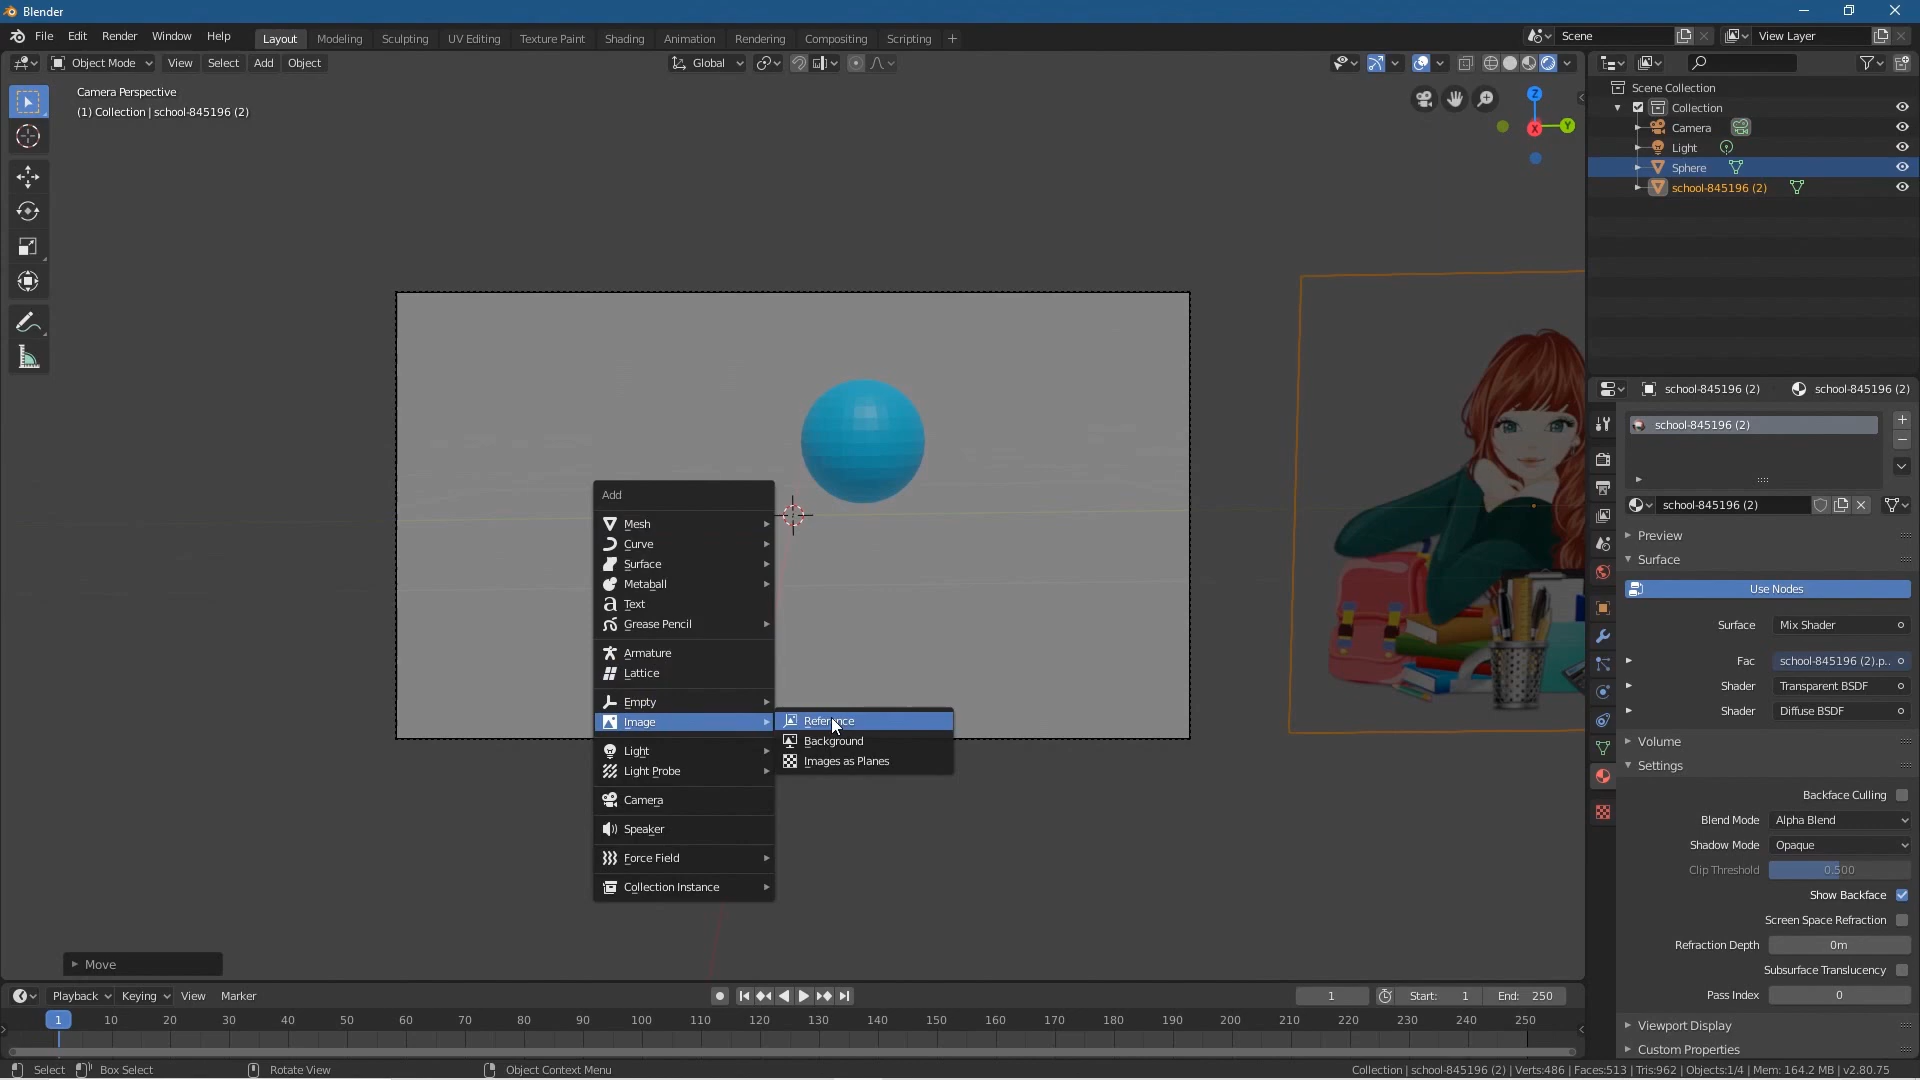 Blender
File Edit Render Window Help
Layout Modeling Sculpting UV Editing Texture Paint Shading Animation Rendering Compositing Scripting
Scene View Layer
Object Mode View Select Add Object
Global
Camera Perspective
(1) Collection | school-845196 (2)
Z
Y
X
Scene Collection
Collection
Camera
Light
Sphere
school-845196 (2)
school-845196 (2) school-845196 (2)
school-845196 (2)
school-845196 (2)
Preview
Surface
Use Nodes
Surface Mix Shader
Fac school-845196 (2).p..
Shader Transparent BSDF
Shader Diffuse BSDF
Volume
Settings
Backface Culling
Blend Mode Alpha Blend
Shadow Mode Opaque
Clip Threshold 0.500
Show Backface
Screen Space Refraction
Refraction Depth 0m
Subsurface Translucency
Pass Index 0
Viewport Display
Custom Properties
Add
Mesh
Curve
Surface
Metaball
Text
Grease Pencil
Armature
Lattice
Empty
Image
Light
Light Probe
Camera
Speaker
Force Field
Collection Instance
Reference
Background
Images as Planes
Move
Playback Keying View Marker
1 Start: 1 End: 250
1 10 20 30 40 50 60 70 80 90 100 110 120 130 140 150 160 170 180 190 200 210 220 230 240 250
Select Box Select Rotate View Object Context Menu
Collection | school-845196 (2) | Verts:486 | Faces:513 | Tris:962 | Objects:1/4 | Mem: 164.2 MB | v2.80.75